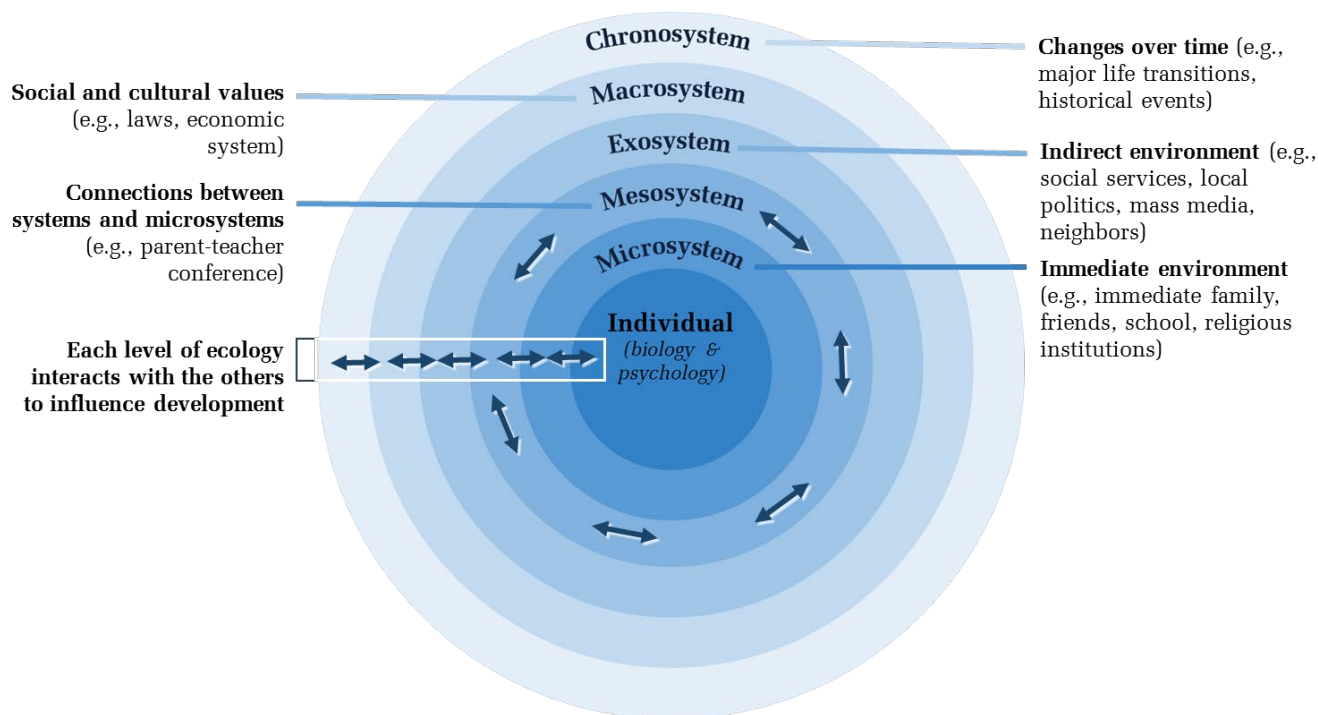 Chronosystem
Macrosystem
Exosystem
Mesosystem
Microsystem
Individual
(biology &
psychology)
Social and cultural values
(e.g., laws, economic
system)
Connections between
systems and microsystems
(e.g., parent-teacher
conference)
Each level of ecology
interacts with the others
to influence development
Changes over time (e.g.,
major life transitions,
historical events)
Indirect environment (e.g.,
social services, local
politics, mass media,
neighbors)
Immediate environment
(e.g., immediate family,
friends, school, religious
institutions)